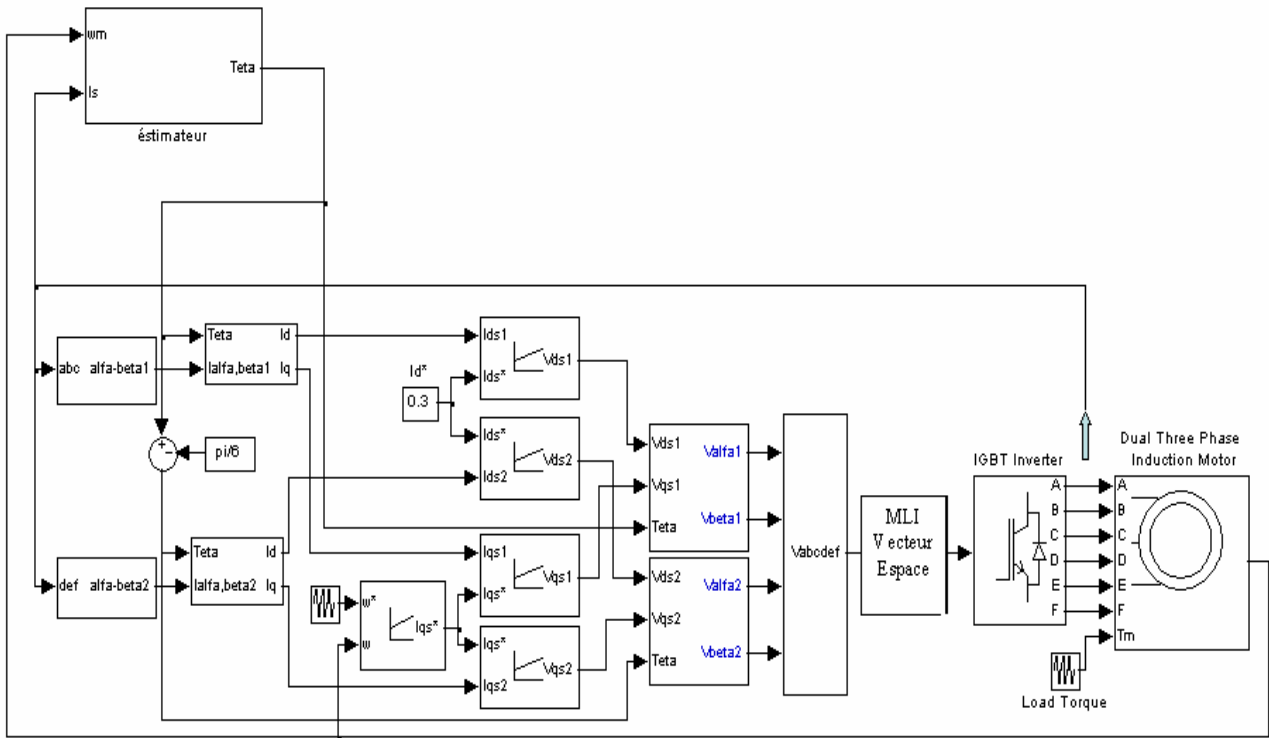 wm
Is
Teta
éstimateur
abc alfa-beta1
Teta
Ialfa,beta1
Id
Iq
+
-
pi/6
def alfa-beta2
Teta
Ialfa,beta2
Id
Iq
Id*
0.3
Ids1
Ids*
Vds1
Ids*
Ids2
Vds2
Iqs1
Iqs*
Vqs1
w*
w
Iqs*
Iqs*
Iqs2
Vqs2
Vds1
Vqs1
Teta
Valfa1
Vbeta1
Vds2
Vqs2
Teta
Valfa2
Vbeta2
Vabcdef
MLI
Vecteur
Espace
IGBT Inverter
A
B
C
D
E
F
Dual Three Phase
Induction Motor
A
B
C
D
E
F
Tm
Load Torque